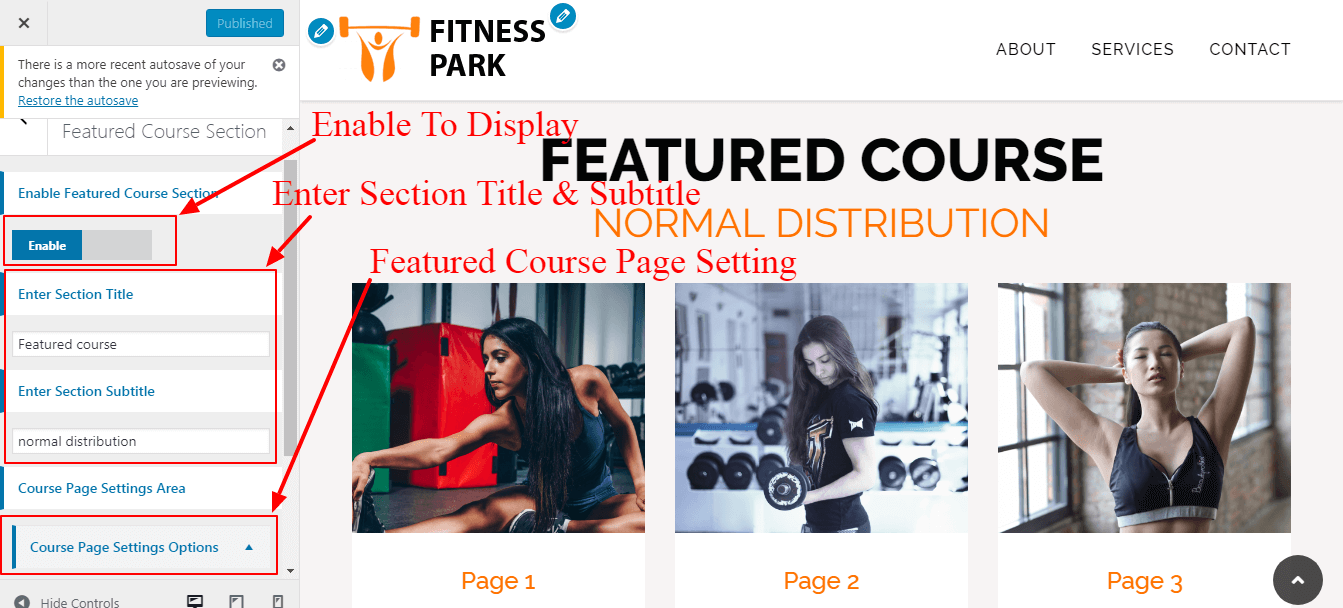 Published
There is a more recent autosave of your
changes than the one you are previewing.
Restore the autosave
Featured Course Section
Enable Featured Course Section
Enable
Enter Section Title
Featured course
Enter Section Subtitle
normal distribution
Course Page Settings Area
Course Page Settings Options
Hide Controls
FITNESS
PARK
ABOUT SERVICES CONTACT
Enable To Display
FEATURED COURSE
Enter Section Title & Subtitle
NORMAL DISTRIBUTION
Featured Course Page Setting
Page 1
Page 2
Page 3